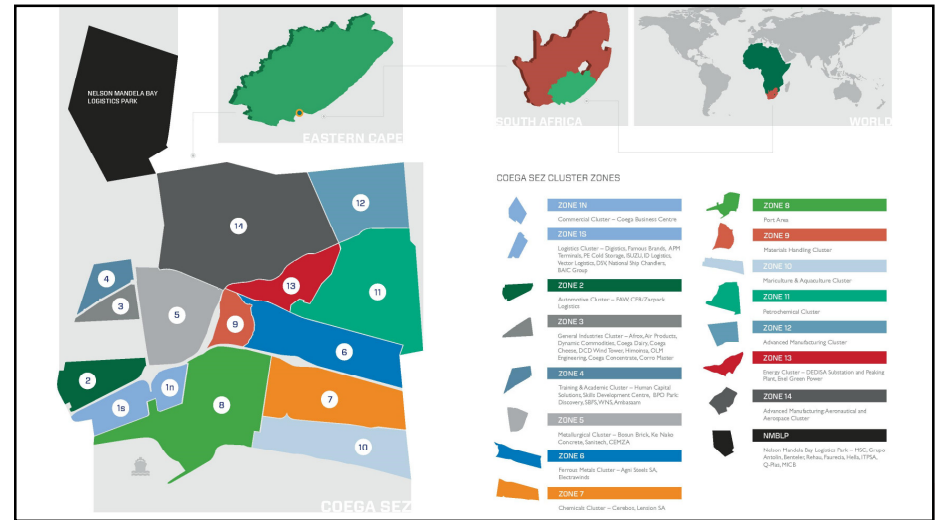 NELSON MANDELA BAY
LOGISTICS PARK
EASTERN CAPE
SOUTH AFRICA
WORLD
14
12
4
3
5
13
11
9
6
2
1n
1s
8
7
10
COEGA SEZ
COEGA SEZ CLUSTER ZONES
ZONE 1N
Commercial Cluster – Coega Business Centre
ZONE 1S
Logistics Cluster – Digistics, Famous Brands, APM
Terminals, PE Cold Storage, ISUZU, ID Logistics,
Vector Logistics, DSV, National Ship Chandlers,
BAIC Group
ZONE 2
Automotive Cluster – FAW, CFB/Zacpack
Logistics
ZONE 3
General Industries Cluster – Afrox, Air Products,
Dynamic Commodities, Coega Dairy, Coega
Cheese, DCD Wind Tower, Himoinsa, OLM
Engineering, Coega Concentrate, Corro Master
ZONE 4
Training & Academic Cluster – Human Capital
Solutions, Skills Development Centre, BPO Park:
Discovery, SBFS, WNS,
ZONE 5
Metallurgical Cluster – Bosun Brick, Ke Nako
Concrete, Sanitech, CEMZA
ZONE 6
Ferrous Metals Cluster – Agni Steels SA,
Electrawinds
ZONE 7
Chemicals Cluster – Cerebos, Lension SA
ZONE 8
Port Area
ZONE 9
Materials Handling Cluster
ZONE 10
Mariculture & Aquaculture Cluster
ZONE 11
Petrochemical Cluster
ZONE 12
Advanced Manufacturing Cluster
ZONE 13
Energy Cluster – DEDISA Substation and Peaking
Plant, Enel Green Power
ZONE 14
Advanced Manufacturing: Aeronautical and
Aerospace Cluster
NMBLP
Nelson Mandela Bay Logistics Park – MSC, Grupo
Antolin, Benteler, Rehau, Faurecia, Hella, ITPSA,
Q-Plas, MICB